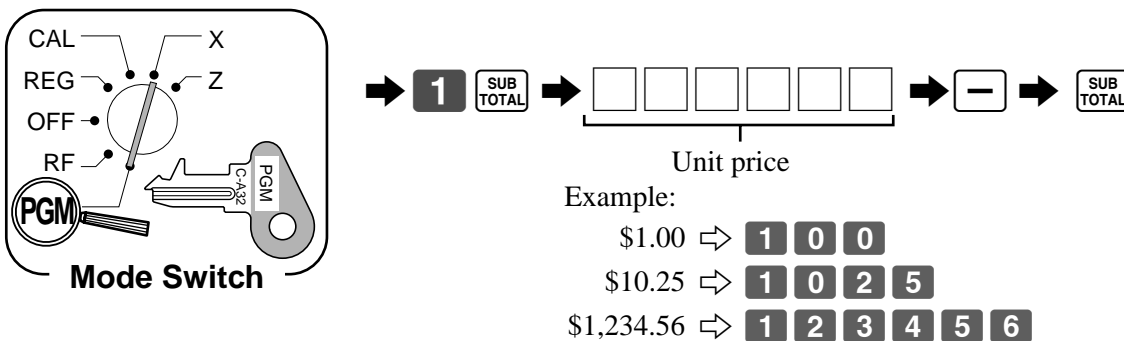 CAL
X
REG
Z
OFF
RF
PGM
PGM
C-A32
Mode Switch
1 SUB TOTAL − SUB TOTAL
Unit price
Example:
$1.00 ⇨ 1 0 0
$10.25 ⇨ 1 0 2 5
$1,234.56 ⇨ 1 2 3 4 5 6